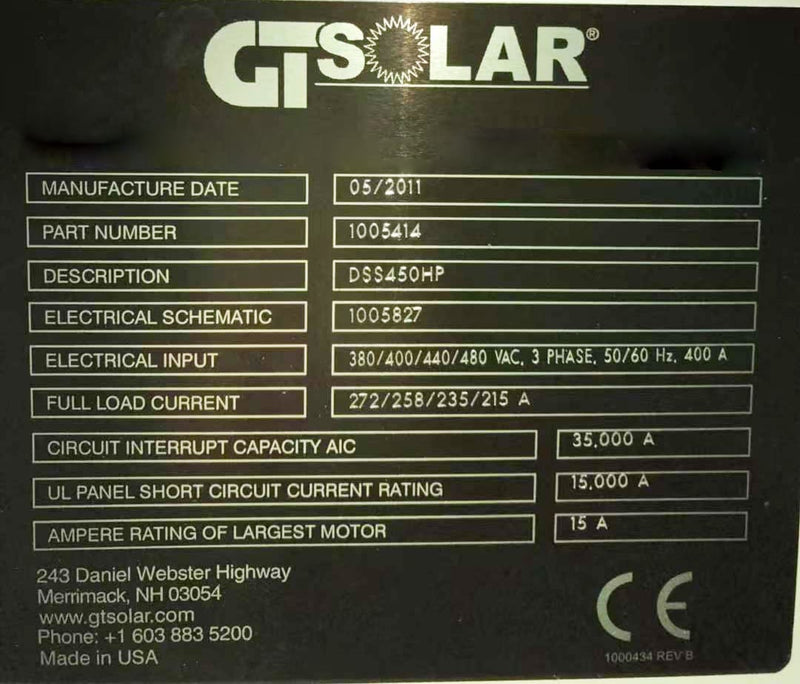 GT SOLAR®
MANUFACTURE DATE 05/2011
PART NUMBER 1005414
DESCRIPTION DSS450HP
ELECTRICAL SCHEMATIC 1005827
ELECTRICAL INPUT 380/400/440/480 VAC, 3 PHASE, 50/60 Hz, 400 A
FULL LOAD CURRENT 272/258/235/215 A
CIRCUIT INTERRUPT CAPACITY AIC 35,000 A
UL PANEL SHORT CIRCUIT CURRENT RATING 15,000 A
AMPERE RATING OF LARGEST MOTOR 15 A
243 Daniel Webster Highway
Merrimack, NH 03054
www.gtsolar.com
Phone: +1 603 883 5200
Made in USA
CE
1000434 REV B